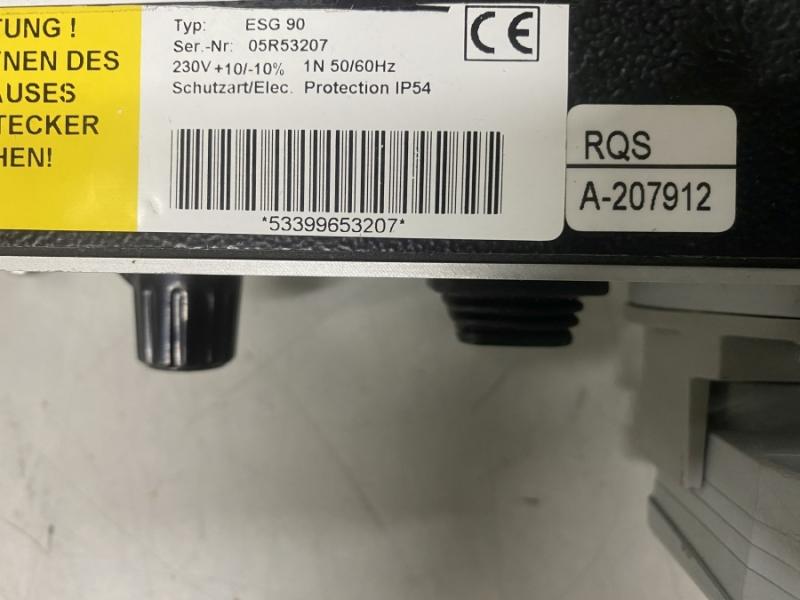 TUNG !
NEN DES
AUSES
TECKER
HEN!
Typ: ESG 90
Ser.-Nr: 05R53207
230V +10/-10% 1N 50/60Hz
Schutzart/Elec. Protection IP54
CE
*53399653207*
RQS
A-207912